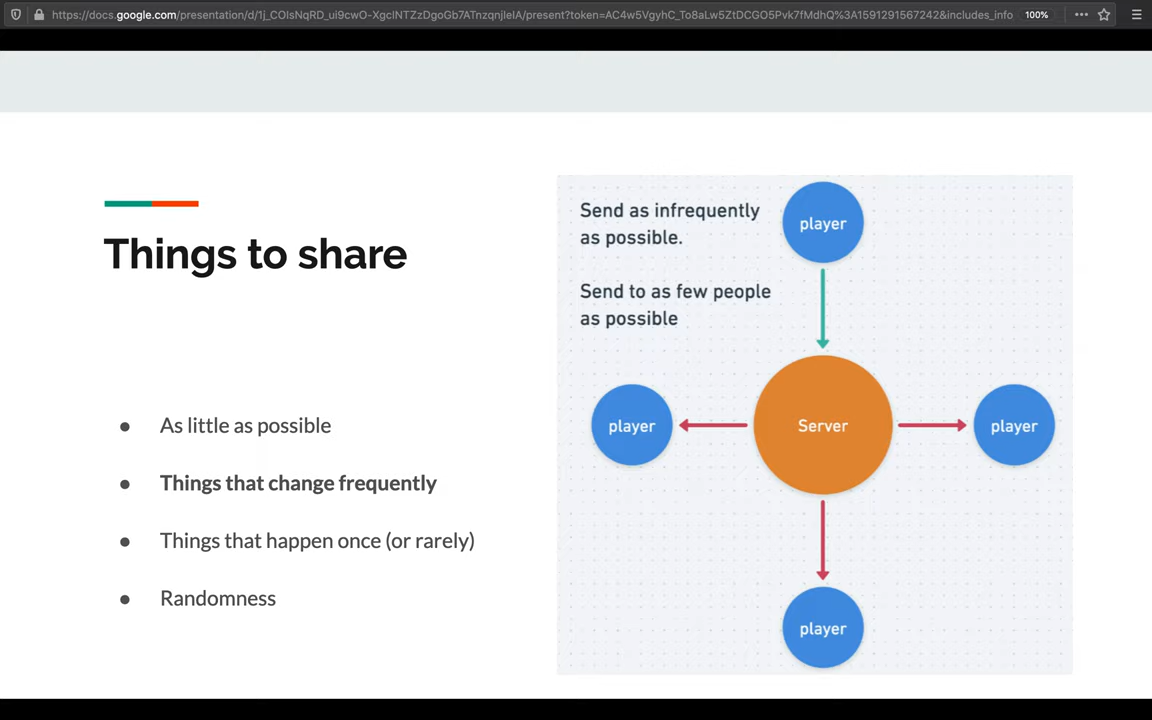 https://docs.google.com/presentation/d/1j_COIsNqRD_ui9cwO-XgclNTZzDgoGb7ATnzqnjIeIA/present?token=AC4w5VgyhC_To8aLw5ZtDCGO5Pvk7fMdhQ%3A1591291567242&includes_info
100%
Things to share
As little as possible
Things that change frequently
Things that happen once (or rarely)
Randomness
Send as infrequently
as possible.
Send to as few people
as possible
player
player
Server
player
player